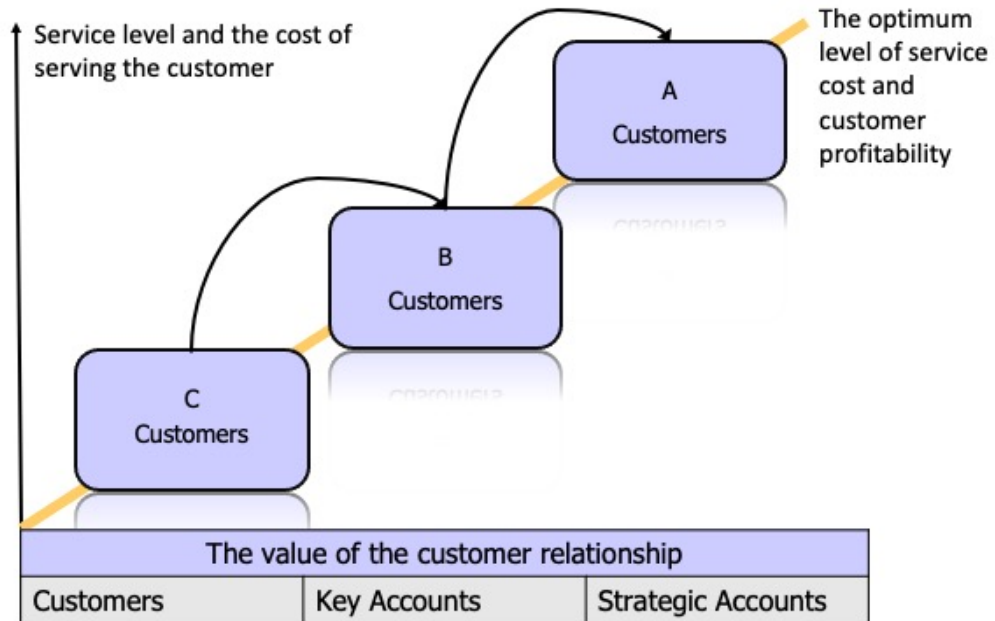 Service level and the cost of
serving the customer
The optimum
level of service
cost and
customer
profitability
A
Customers
B
Customers
C
Customers
The value of the customer relationship
Customers
Key Accounts
Strategic Accounts